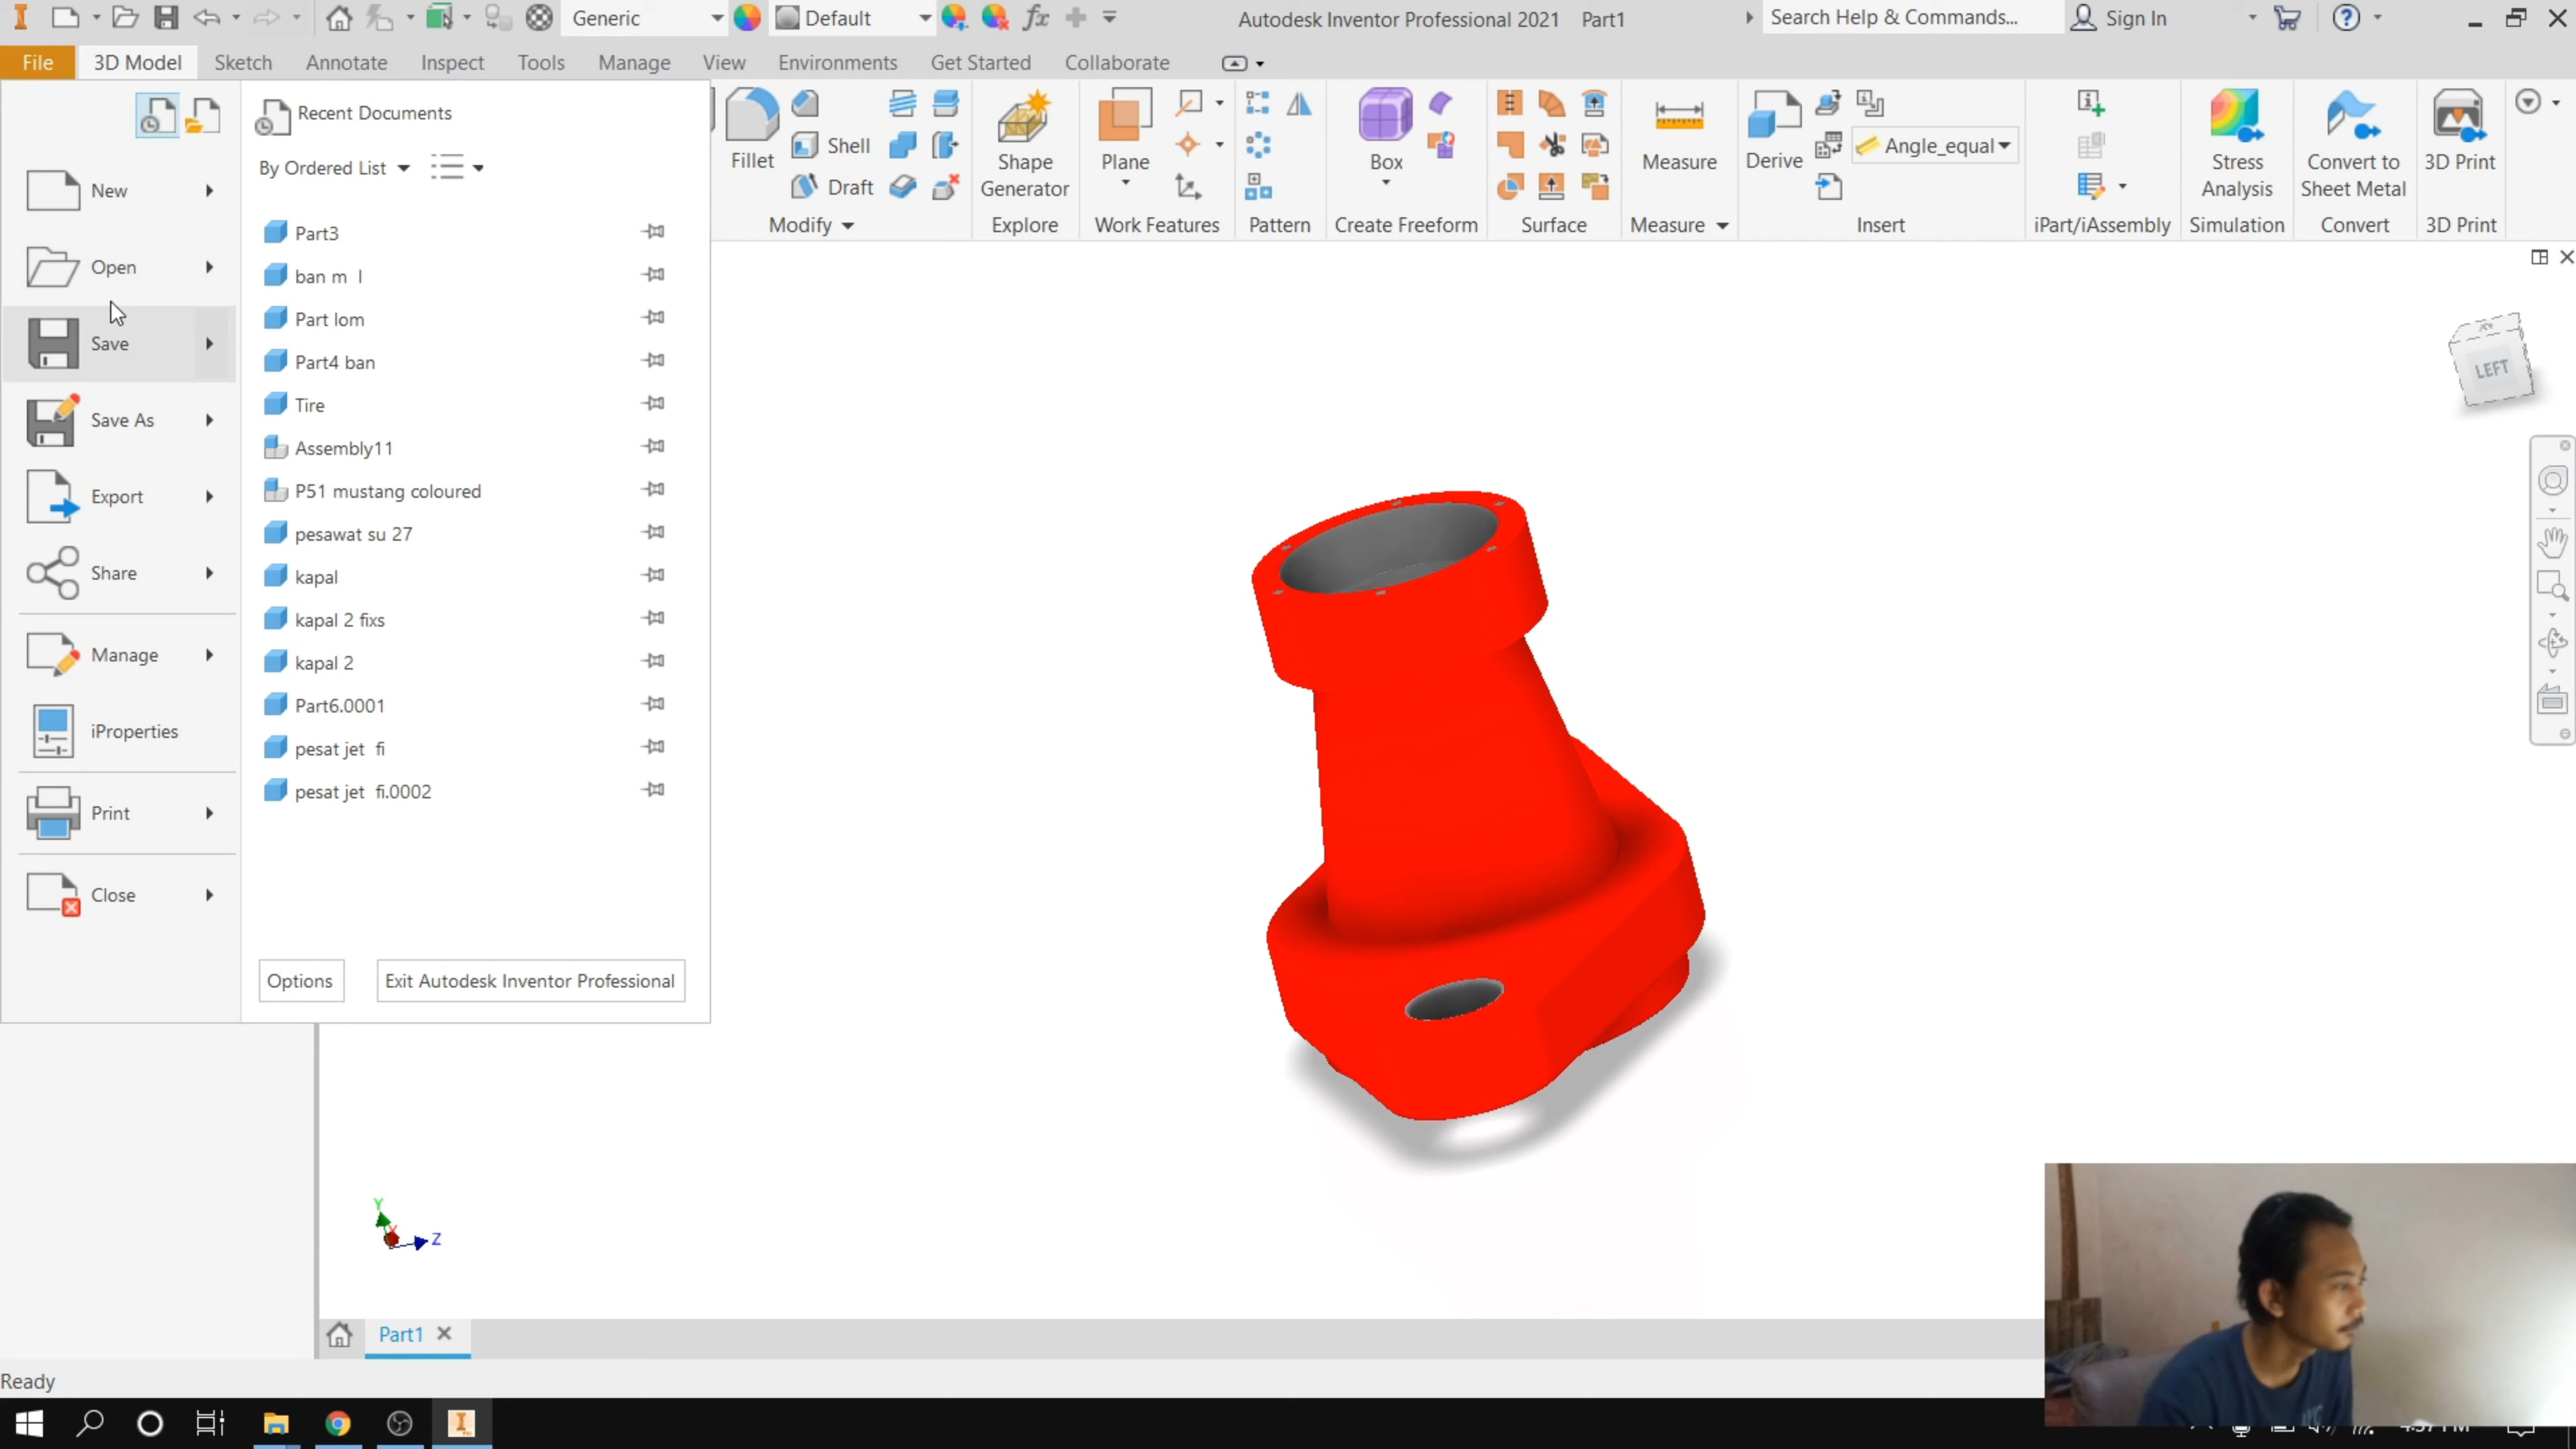 Generic
Default
fx
Autodesk Inventor Professional 2021 Part1
Search Help & Commands...
Sign In
File 3D Model Sketch Annotate Inspect Tools Manage View Environments Get Started Collaborate
Recent Documents
By Ordered List
New
Open
Save
Save As
Export
Share
Manage
iProperties
Print
Close
Part3
ban m l
Part lom
Part4 ban
Tire
Assembly11
P51 mustang coloured
pesawat su 27
kapal
kapal 2 fixs
kapal 2
Part6.0001
pesat jet fi
pesat jet fi.0002
Options
Exit Autodesk Inventor Professional
Fillet
Shell
Draft
Modify
Shape
Generator
Explore
Plane
Work Features
Pattern
Box
Create Freeform
Surface
Measure
Measure
Derive
Angle_equal
Insert
iPart/iAssembly
Stress
Analysis
Simulation
Convert to
Sheet Metal
Convert
3D Print
3D Print
LEFT
Y
X
Z
Part1
Ready